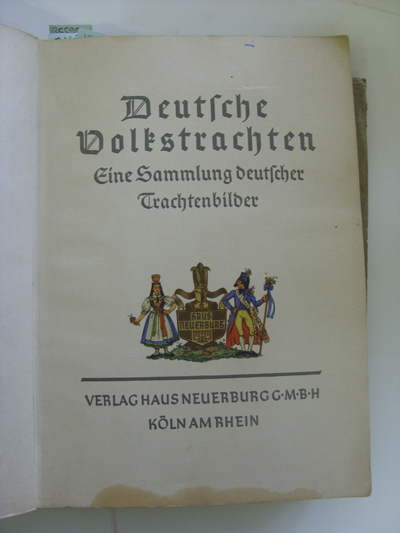 Deutsche
Volkstrachten
Eine Sammlung deutscher
Trachtenbilder
HAUS
NEUERBURG
VERLAG HAUS NEUERBURG G·M·B·H
KÖLN AM RHEIN